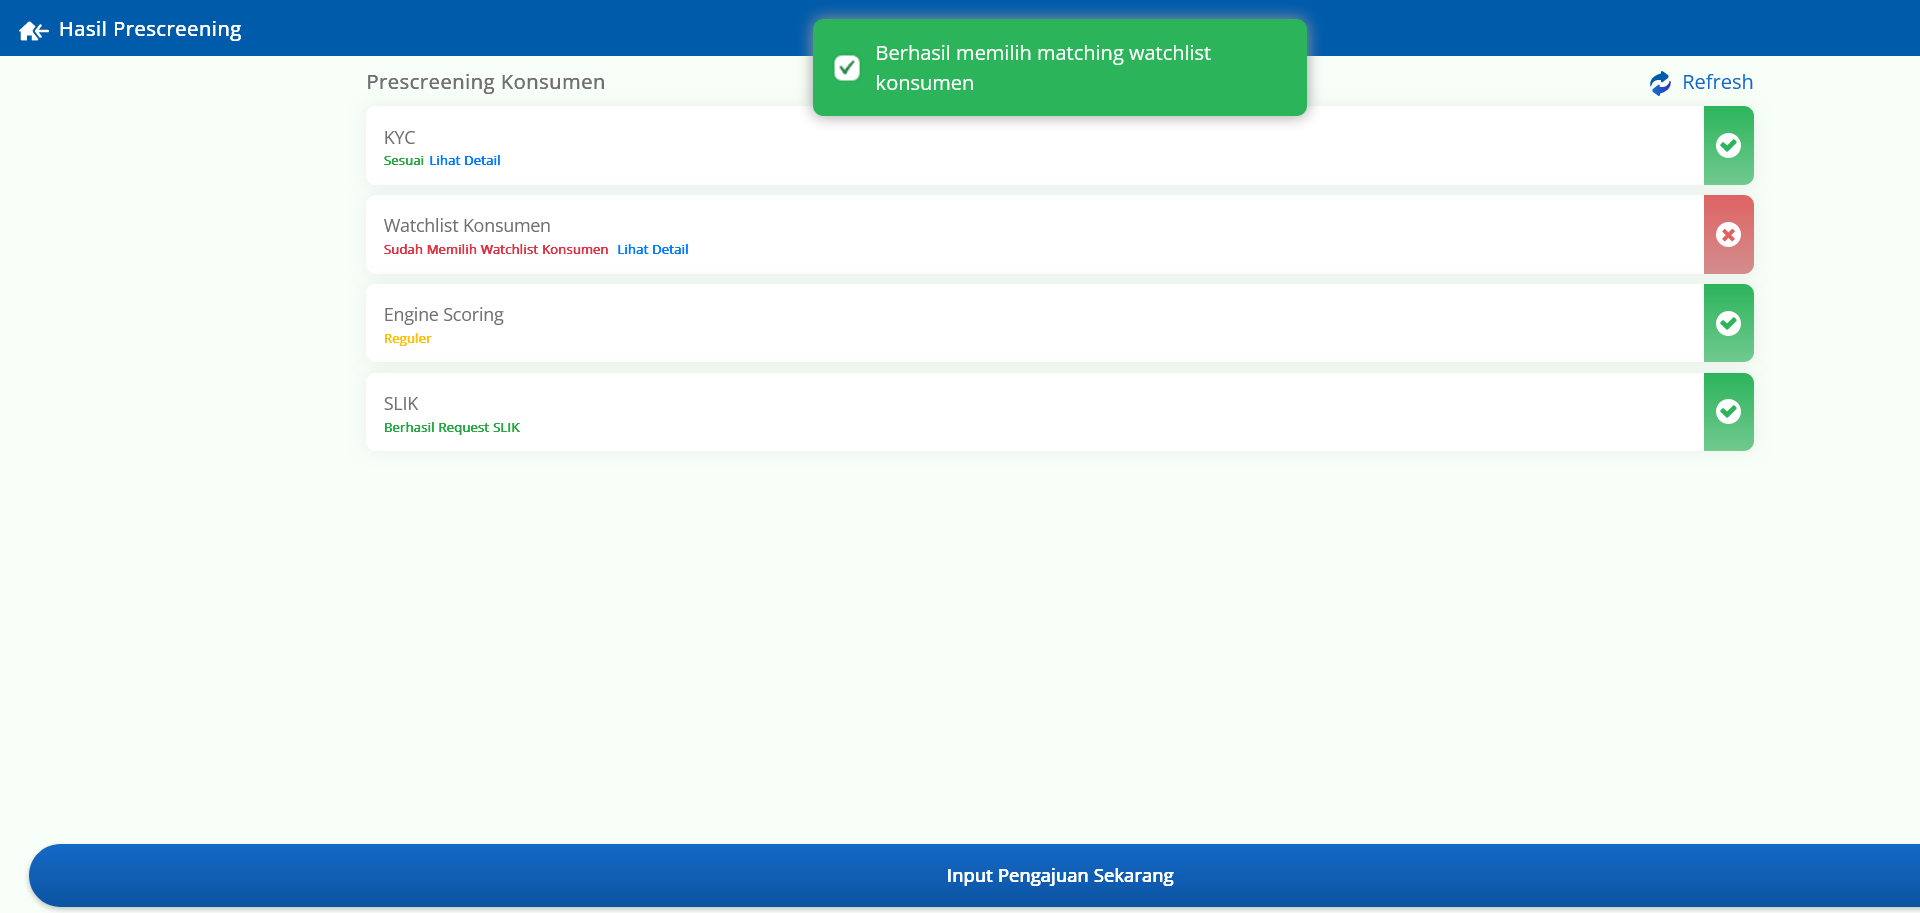 Hasil Prescreening
Berhasil memilih matching watchlist
konsumen
Prescreening Konsumen
Refresh
KYC
Sesuai Lihat Detail
Watchlist Konsumen
Sudah Memilih Watchlist Konsumen Lihat Detail
Engine Scoring
Reguler
SLIK
Berhasil Request SLIK
Input Pengajuan Sekarang